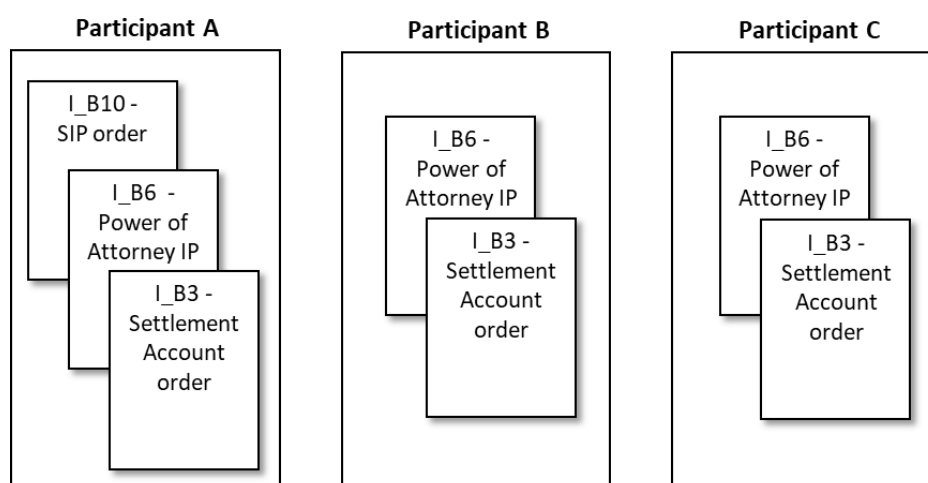 Participant A
I_B10 -
SIP order
I_B6 -
Power of
Attorney IP
I_B3 -
Settlement
Account
order
Participant B
I_B6 -
Power of
Attorney IP
I_B3 -
Settlement
Account
order
Participant C
I_B6 -
Power of
Attorney IP
I_B3 -
Settlement
Account
order